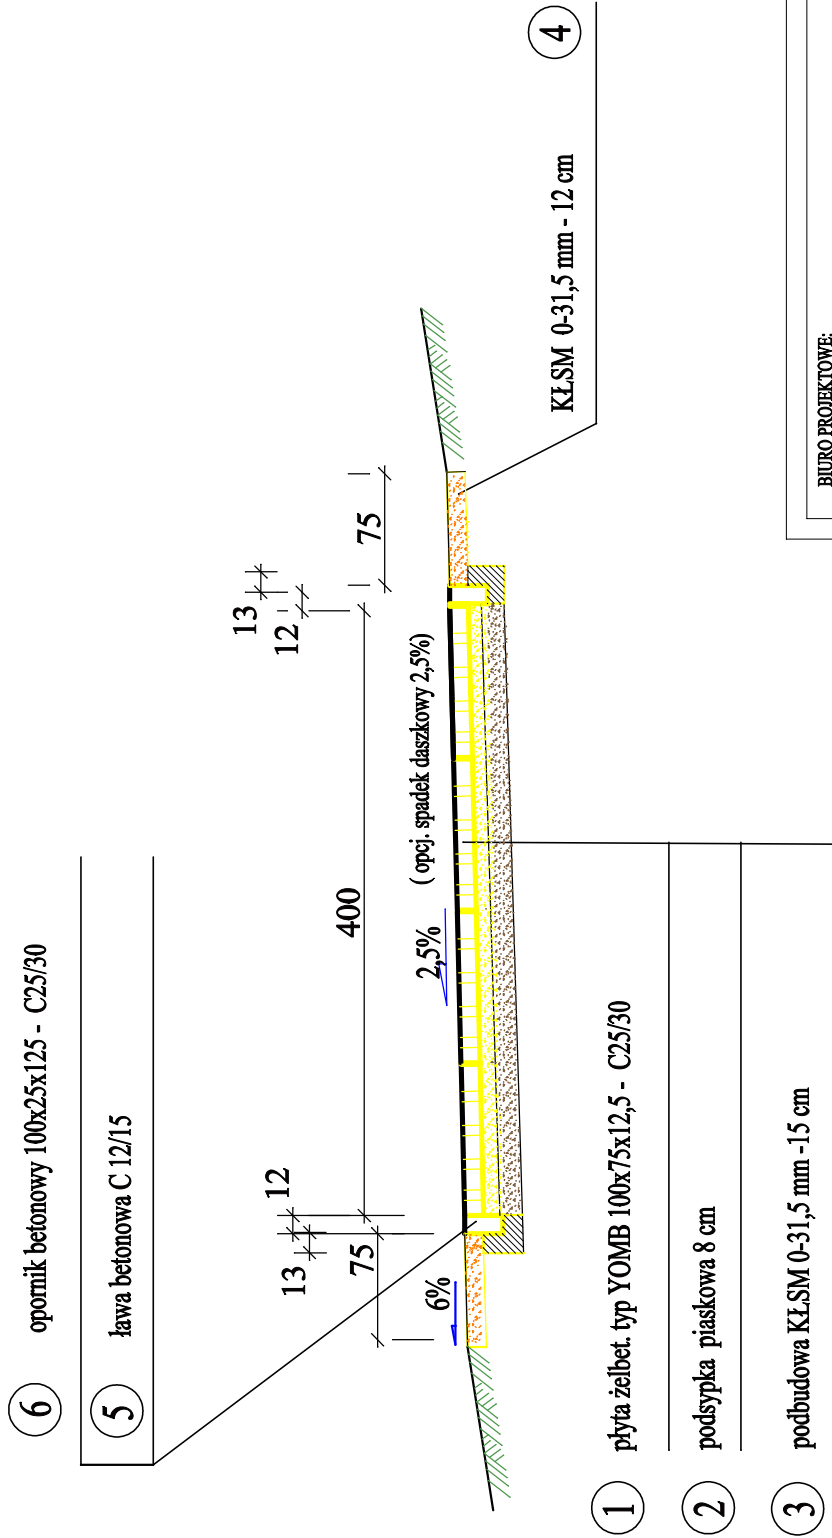 6 opornik betonowy 100x25x125 - C25/30
5 ława betonowa C 12/15
13
12
400
12
13
75
75
2,5%
( opcj. spadek daszkowy 2,5%)
6%
4
KŁSM 0-31,5 mm - 12 cm
1 płyta żelbet. typ YOMB 100x75x12,5 - C25/30
2 podsypka piaskowa 8 cm
3 podbudowa KŁSM 0-31,5 mm -15 cm
BIURO PROJEKTOWE: